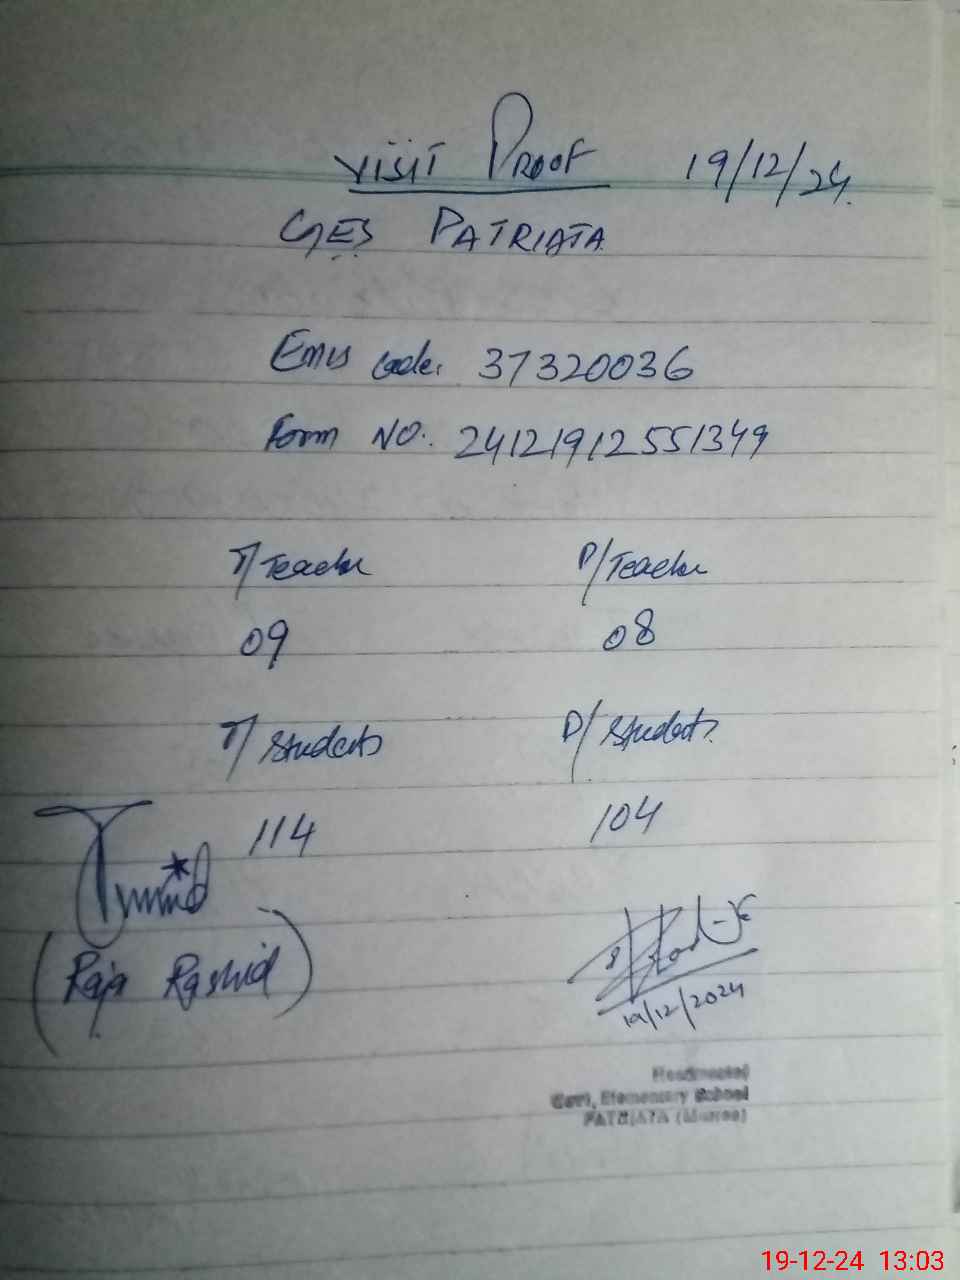 VISIT PROOF 19/12/24
GES PATRIATA
Emis Code: 37320036
Form NO: 24121912551349
T/Teacher P/Teacher
09 08
T/Students P/Students
114 104
(Raja Rashid)
19/12/2024
Headmaster
Govt, Elementary School
PATRIATA (Murree)
19-12-24 13:03